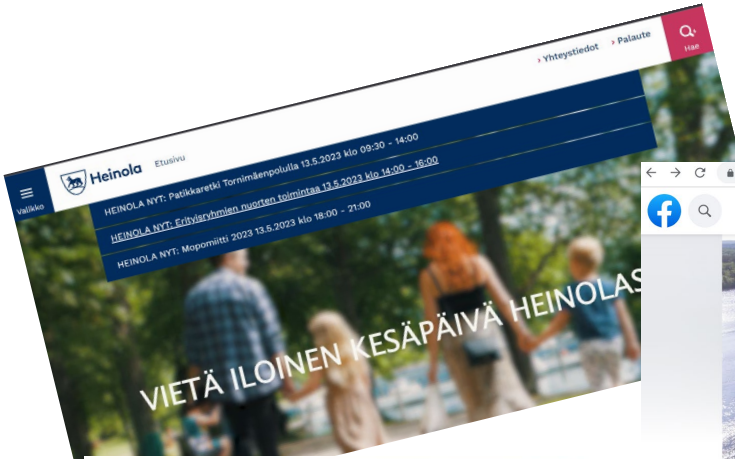 Yhteystiedot
Palaute
Hae
Valikko
Heinola
Etusivu
HEINOLA NYT: Patikkaretki Tornimäenpolulla 13.5.2023 klo 09:30 - 14:00
HEINOLA NYT: Erityisryhmien nuorten toimintaa 13.5.2023 klo 14:00 - 16:00
HEINOLA NYT: Mopomiitti 2023 13.5.2023 klo 18:00 - 21:00
VIETÄ ILOINEN KESÄPÄIVÄ HEINOLAS